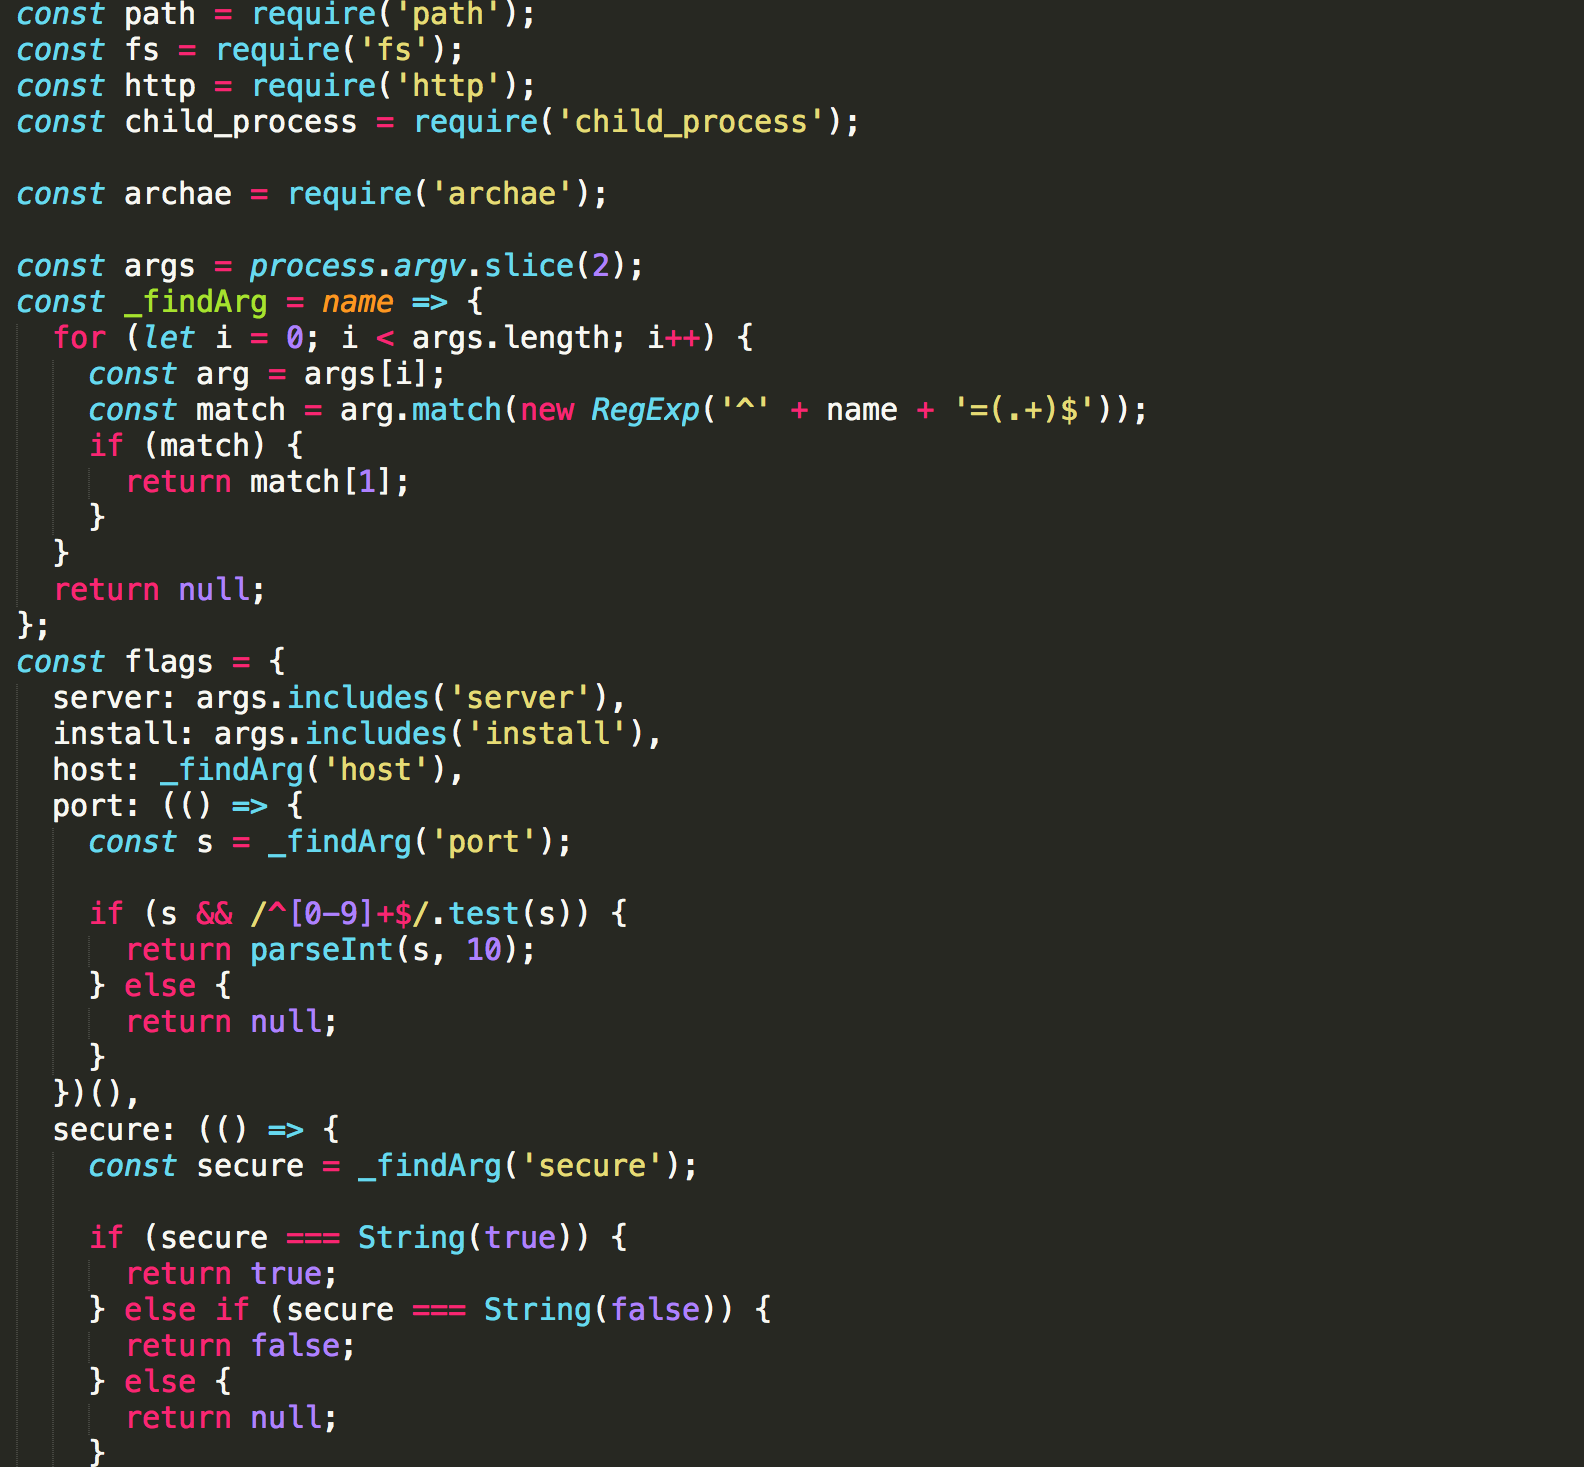 const path = require('path');
const fs = require('fs');
const http = require('http');
const child_process = require('child_process');

const archae = require('archae');

const args = process.argv.slice(2);
const _findArg = name => {
  for (let i = 0; i < args.length; i++) {
    const arg = args[i];
    const match = arg.match(new RegExp('^' + name + '=(.+)$'));
    if (match) {
      return match[1];
    }
  }
  return null;
};
const flags = {
  server: args.includes('server'),
  install: args.includes('install'),
  host: _findArg('host'),
  port: (() => {
    const s = _findArg('port');

    if (s && /^[0-9]+$/.test(s)) {
      return parseInt(s, 10);
    } else {
      return null;
    }
  })(),
  secure: (() => {
    const secure = _findArg('secure');

    if (secure === String(true)) {
      return true;
    } else if (secure === String(false)) {
      return false;
    } else {
      return null;
    }